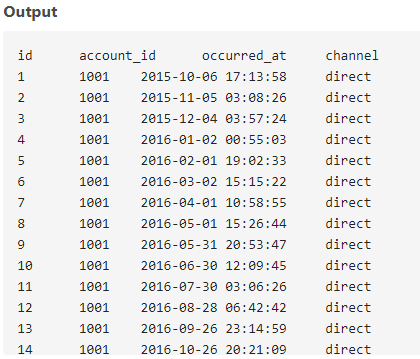 Output
id account_id occurred_at channel
1 1001 2015-10-06 17:13:58 direct
2 1001 2015-11-05 03:08:26 direct
3 1001 2015-12-04 03:57:24 direct
4 1001 2016-01-02 00:55:03 direct
5 1001 2016-02-01 19:02:33 direct
6 1001 2016-03-02 15:15:22 direct
7 1001 2016-04-01 10:58:55 direct
8 1001 2016-05-01 15:26:44 direct
9 1001 2016-05-31 20:53:47 direct
10 1001 2016-06-30 12:09:45 direct
11 1001 2016-07-30 03:06:26 direct
12 1001 2016-08-28 06:42:42 direct
13 1001 2016-09-26 23:14:59 direct
14 1001 2016-10-26 20:21:09 direct